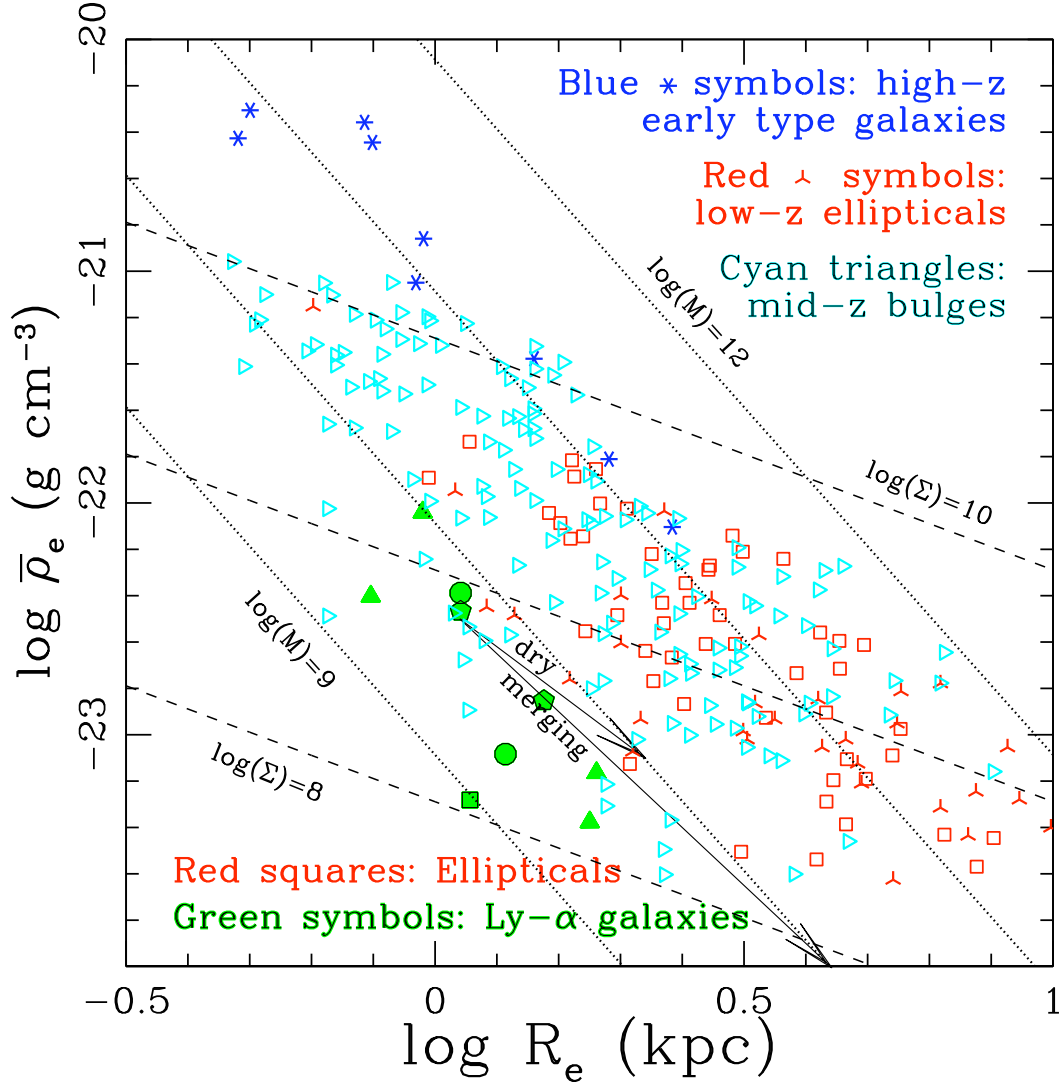 -20
-21
-22
-23
log ρ̅e (g cm−3)
Blue * symbols: high−z
early type galaxies
Red ⅄ symbols:
low−z ellipticals
Cyan triangles:
mid−z bulges
log(M)=12
log(Σ)=10
log(M)=9
log(Σ)=8
dry
merging
Red squares: Ellipticals
Green symbols: Ly−α galaxies
−0.5
0
0.5
1
log Re (kpc)